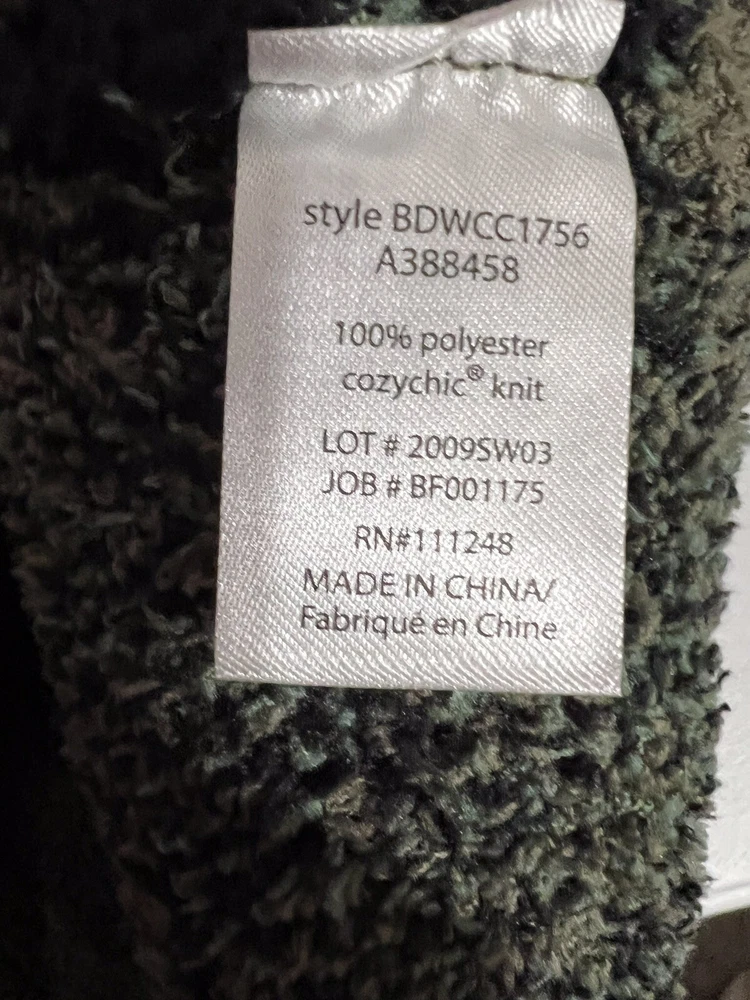 style BDWCC1756
A388458
100% polyester
cozychic® knit
LOT # 2009SW03
JOB # BF001175
RN#111248
MADE IN CHINA/
Fabriqué en Chine